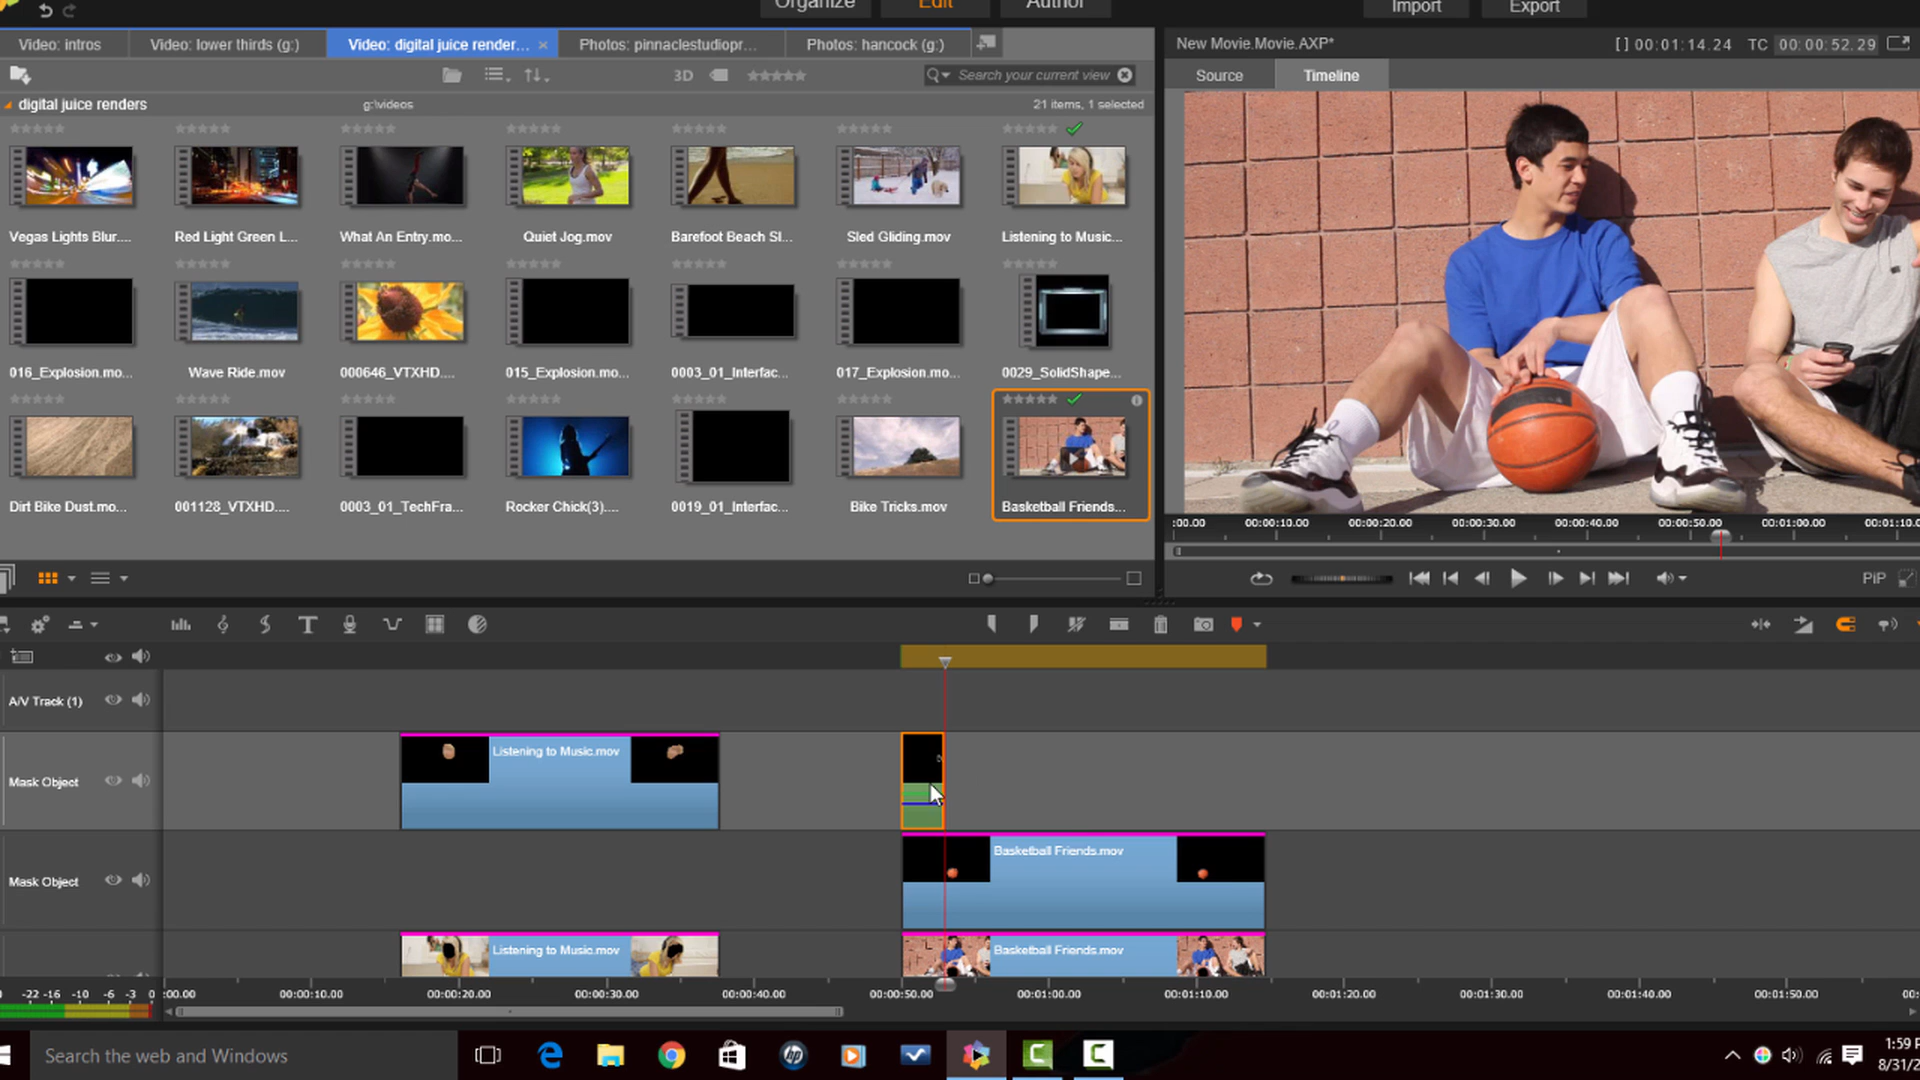 Organize Edit Author Import Export
Video: intros Video: lower thirds (g:) Video: digital juice render... × Photos: pinnaclestudiopr... Photos: hancock (g:)
New Movie.Movie.AXP* [ ] 00:01:14.24 TC 00:00:52.29
3D Search your current view
Source Timeline
digital juice renders g:\videos 21 items, 1 selected
Vegas Lights Blur.... Red Light Green L... What An Entry.mo... Quiet Jog.mov Barefoot Beach Sl... Sled Gliding.mov Listening to Music...
016_Explosion.mo... Wave Ride.mov 000646_VTXHD.... 015_Explosion.mo... 0003_01_Interfac... 017_Explosion.mo... 0029_SolidShape...
Dirt Bike Dust.mo... 001128_VTXHD.... 0003_01_TechFra... Rocker Chick(3).... 0019_01_Interfac... Bike Tricks.mov Basketball Friends...
:00.00 00:00:10.00 00:00:20.00 00:00:30.00 00:00:40.00 00:00:50.00 00:01:00.00 00:01:10.0
PiP
A/V Track (1)
Mask Object Listening to Music.mov
Mask Object Basketball Friends.mov
Listening to Music.mov Basketball Friends.mov
-22 -16 -10 -6 -3 0 :00.00 00:00:10.00 00:00:20.00 00:00:30.00 00:00:40.00 00:00:50.00 00:01:00.00 00:01:10.00 00:01:20.00 00:01:30.00 00:01:40.00 00:01:50.00 00:
Search the web and Windows
hp
1:59 P
8/31/2